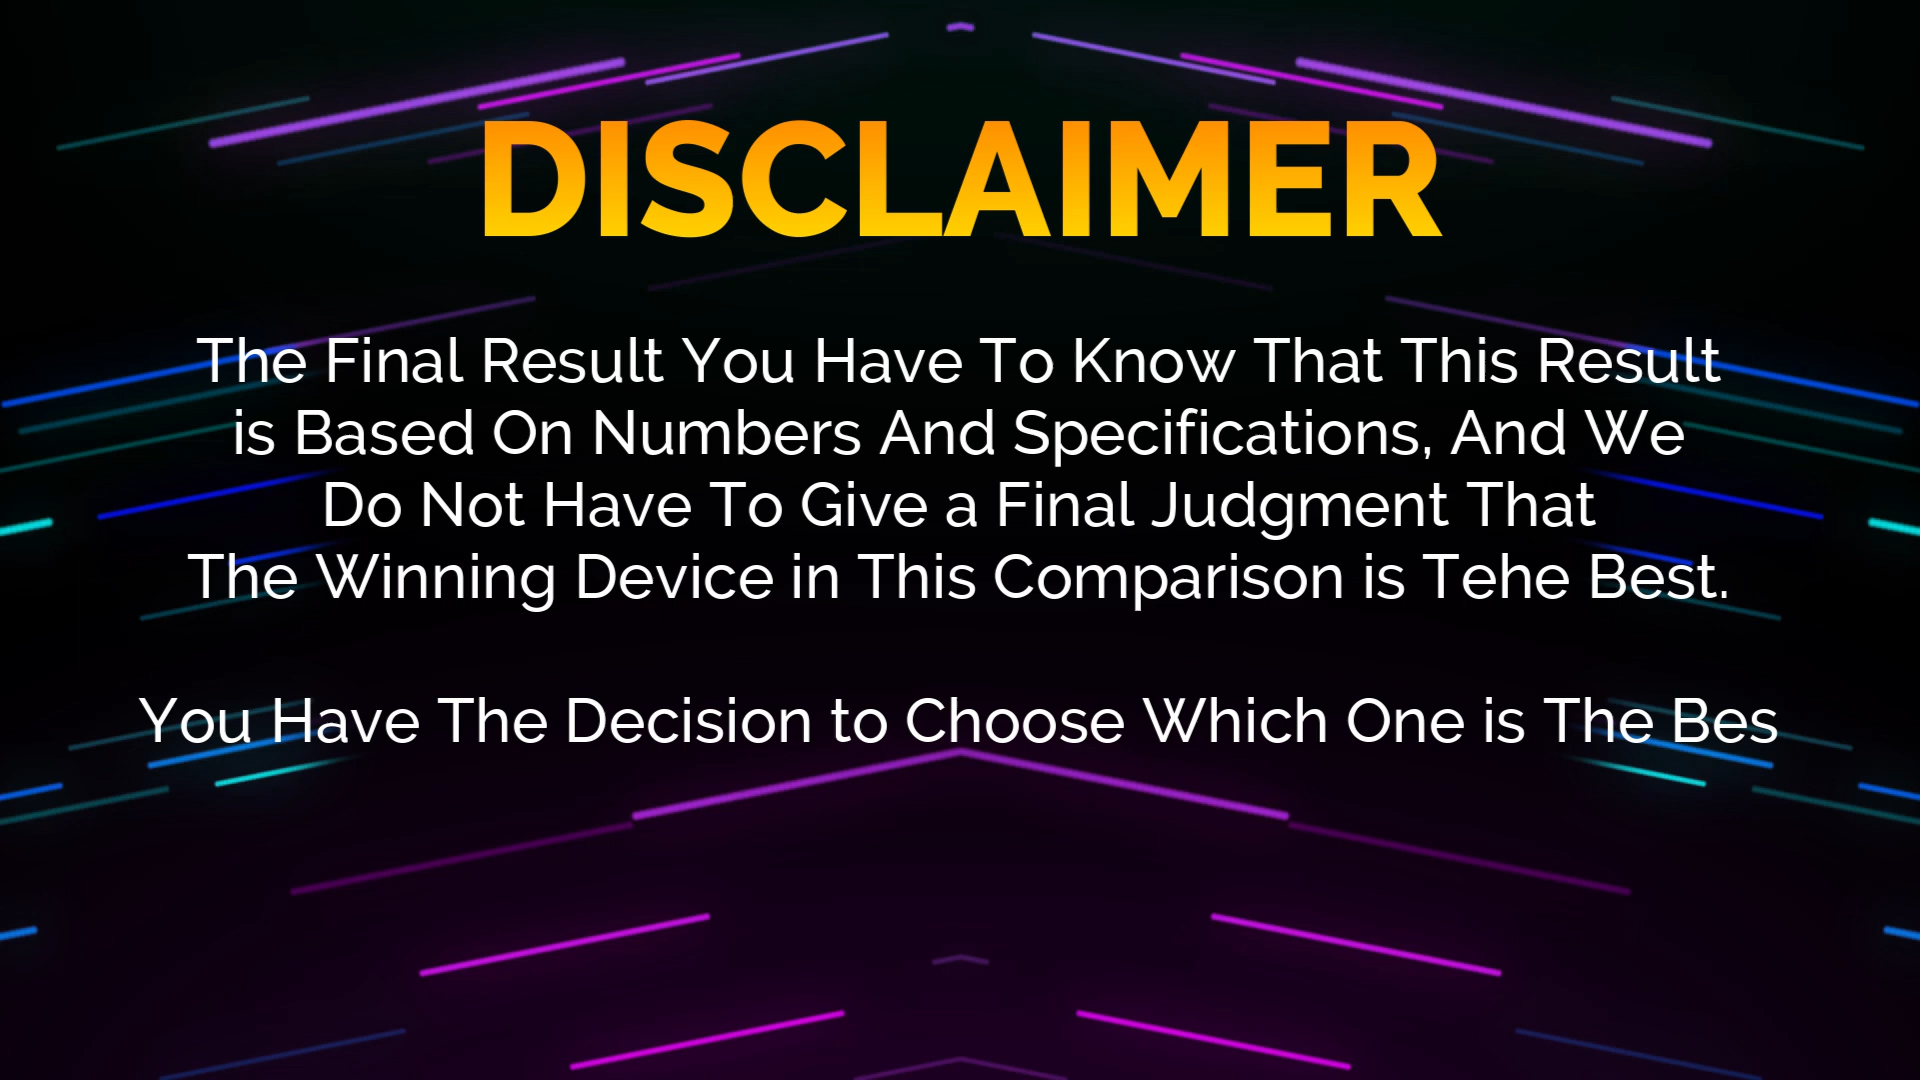 DISCLAIMER
The Final Result You Have To Know That This Result
is Based On Numbers And Specifications, And We
Do Not Have To Give a Final Judgment That
The Winning Device in This Comparison is Tehe Best.
You Have The Decision to Choose Which One is The Bes